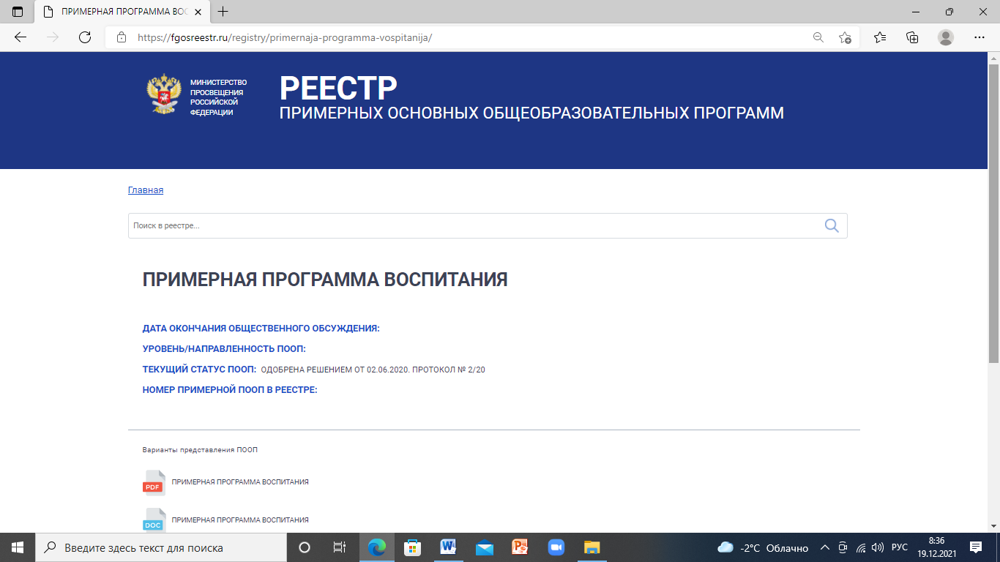 ПРИМЕРНАЯ ПРОГРАММА ВОС
https://fgosreestr.ru/registry/primernaja-programma-vospitanija/
МИНИСТЕРСТВО
ПРОСВЕЩЕНИЯ
РОССИЙСКОЙ
ФЕДЕРАЦИИ
РЕЕСТР
ПРИМЕРНЫХ ОСНОВНЫХ ОБЩЕОБРАЗОВАТЕЛЬНЫХ ПРОГРАММ
Главная
Поиск в реестре...
ПРИМЕРНАЯ ПРОГРАММА ВОСПИТАНИЯ
ДАТА ОКОНЧАНИЯ ОБЩЕСТВЕННОГО ОБСУЖДЕНИЯ:
УРОВЕНЬ/НАПРАВЛЕННОСТЬ ПООП:
ТЕКУЩИЙ СТАТУС ПООП: ОДОБРЕНА РЕШЕНИЕМ ОТ 02.06.2020. ПРОТОКОЛ № 2/20
НОМЕР ПРИМЕРНОЙ ПООП В РЕЕСТРЕ:
Варианты представления ПООП
PDF ПРИМЕРНАЯ ПРОГРАММА ВОСПИТАНИЯ
DOC ПРИМЕРНАЯ ПРОГРАММА ВОСПИТАНИЯ
Введите здесь текст для поиска
-2°C Облачно
РУС
8:36
19.12.2021